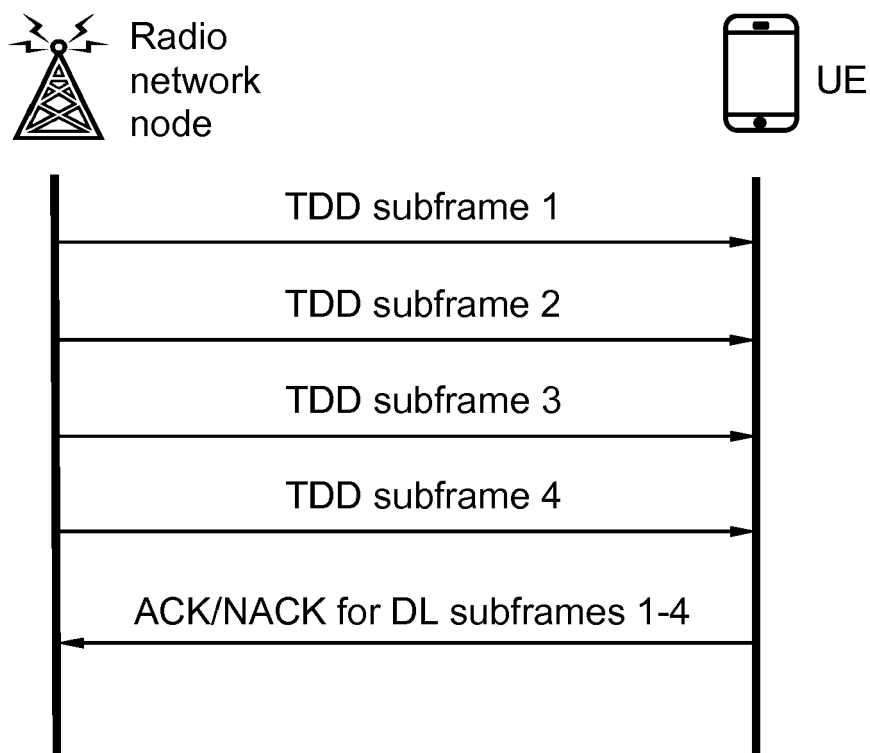 Radio
network
node
UE
TDD subframe 1
TDD subframe 2
TDD subframe 3
TDD subframe 4
ACK/NACK for DL subframes 1-4